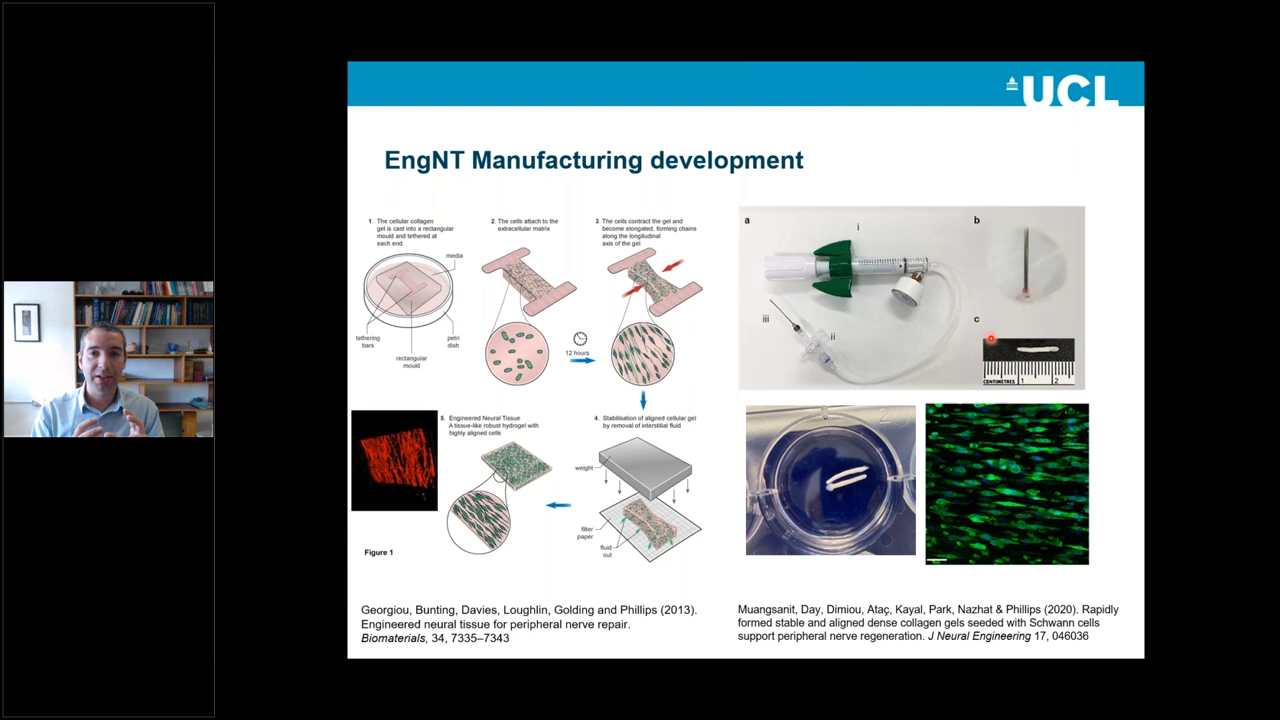 UCL
EngNT Manufacturing development
1. The cellular collagen
gel is cast into a rectangular
mould and tethered at
each end.
media
tethering
bars
rectangular
mould
petri
dish
2. The cells attach to the
extracellular matrix
12 hours
3. The cells contract the gel and
become elongated, forming chains
along the longitudinal
axis of the gel
4. Stabilisation of aligned cellular gel
by removal of interstitial fluid
weight
filter
paper
fluid
out
5. Engineered Neural Tissue
A tissue-like robust hydrogel with
highly aligned cells
Figure 1
a
i
ii
iii
b
c
CENTIMETRES 1 2
Georgiou, Bunting, Davies, Loughlin, Golding and Phillips (2013).
Engineered neural tissue for peripheral nerve repair.
Biomaterials, 34, 7335–7343
Muangsanit, Day, Dimiou, Ataç, Kayal, Park, Nazhat & Phillips (2020). Rapidly
formed stable and aligned dense collagen gels seeded with Schwann cells
support peripheral nerve regeneration. J Neural Engineering 17, 046036